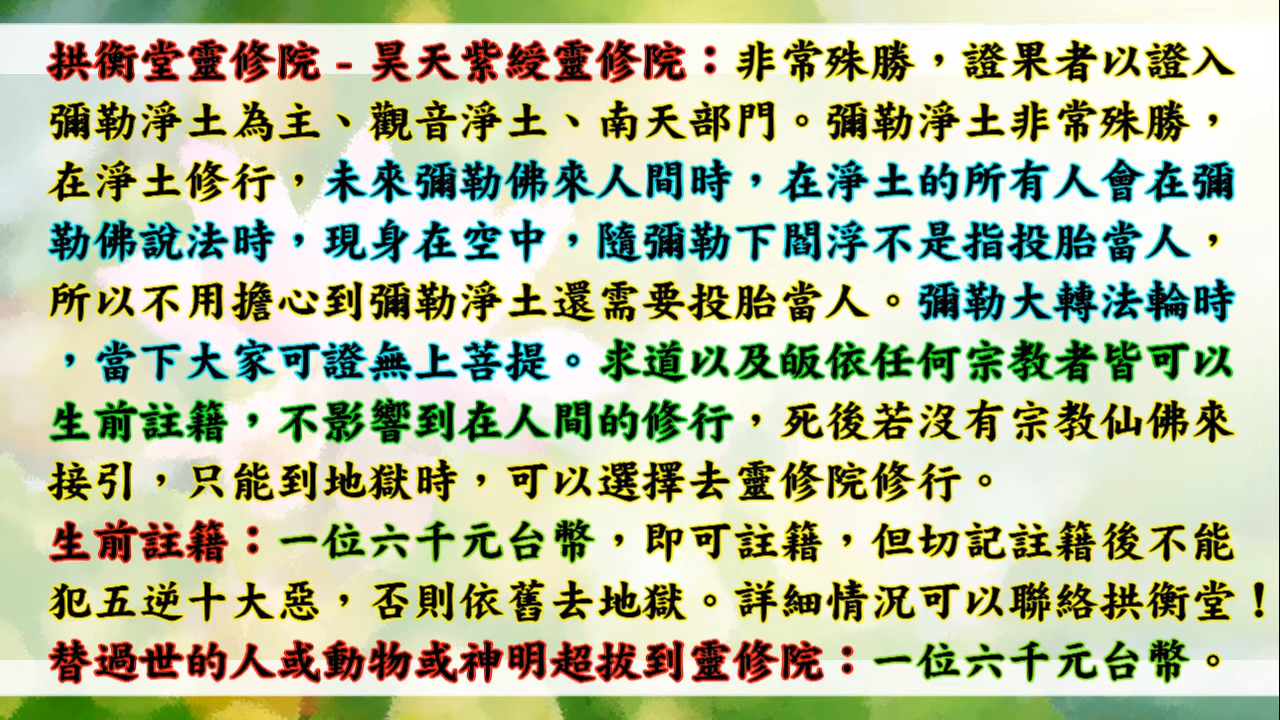 拱衡堂靈修院 - 昊天紫綬靈修院：非常殊勝，證果者以證入
彌勒淨土為主、觀音淨土、南天部門。彌勒淨土非常殊勝，
在淨土修行，未來彌勒佛來人間時，在淨土的所有人會在彌
勒佛說法時，現身在空中，隨彌勒下閻浮不是指投胎當人，
所以不用擔心到彌勒淨土還需要投胎當人。彌勒大轉法輪時
，當下大家可證無上菩提。求道以及皈依任何宗教者皆可以
生前註籍，不影響到在人間的修行，死後若沒有宗教仙佛來
接引，只能到地獄時，可以選擇去靈修院修行。
生前註籍：一位六千元台幣，即可註籍，但切記註籍後不能
犯五逆十大惡，否則依舊去地獄。詳細情況可以聯絡拱衡堂！
替過世的人或動物或神明超拔到靈修院：一位六千元台幣。